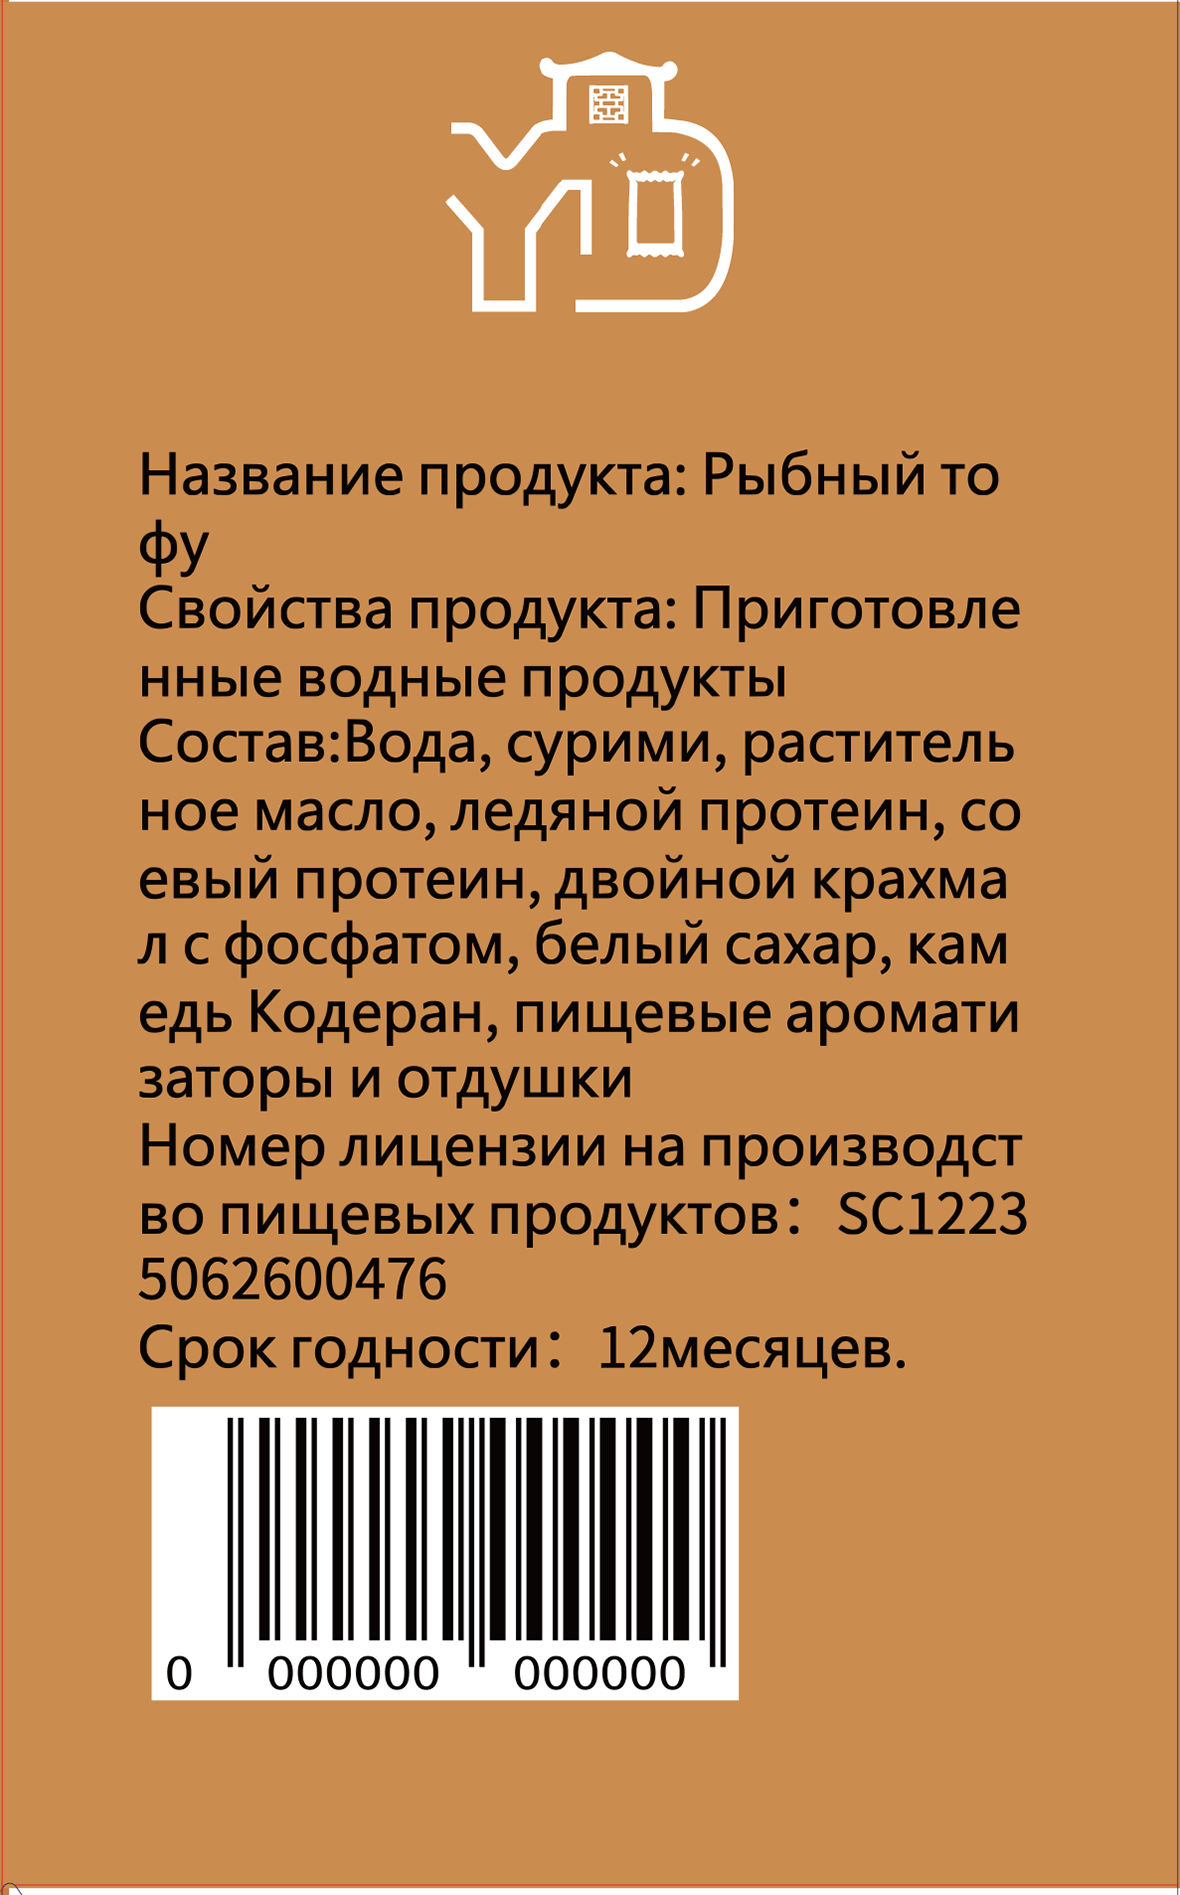 Название продукта: Рыбный то
фу
Свойства продукта: Приготовле
нные водные продукты
Состав:Вода, сурими, раститель
ное масло, ледяной протеин, со
евый протеин, двойной крахма
л с фосфатом, белый сахар, кам
едь Кодеран, пищевые аромати
заторы и отдушки
Номер лицензии на производст
во пищевых продуктов：SC1223
5062600476
Срок годности：12месяцев.
0 000000 000000